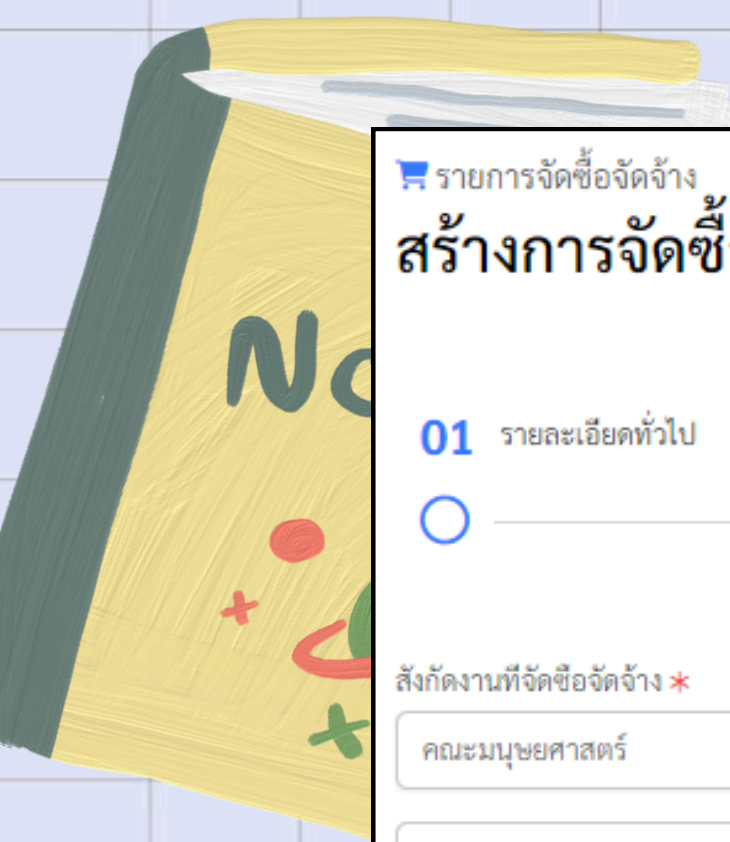 รายการจัดซื้อจัดจ้าง
สร้างการจัดซื้
No
01 รายละเอียดทั่วไป
สังกัดงานที่จัดซื้อจัดจ้าง *
คณะมนุษยศาสตร์